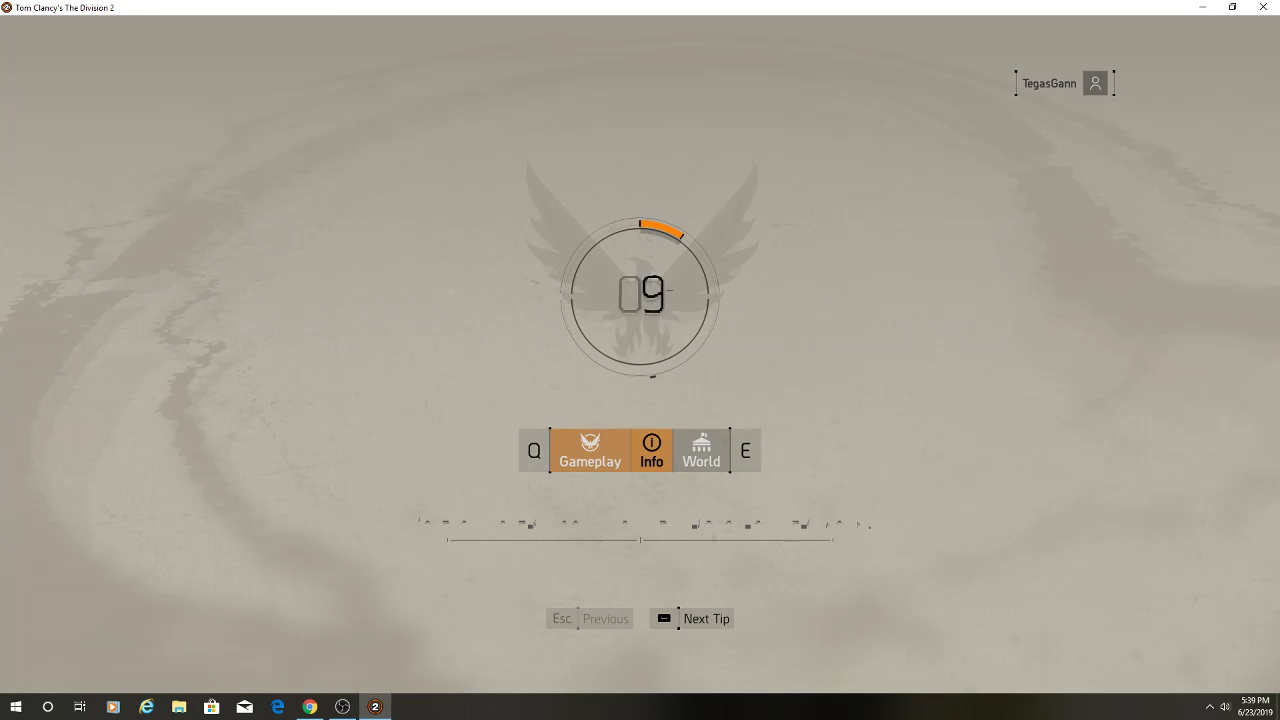 Tom Clancy's The Division 2
TegasGann
09
Q Gameplay Info World E
Esc Previous Next Tip
5:39 PM
6/23/2019